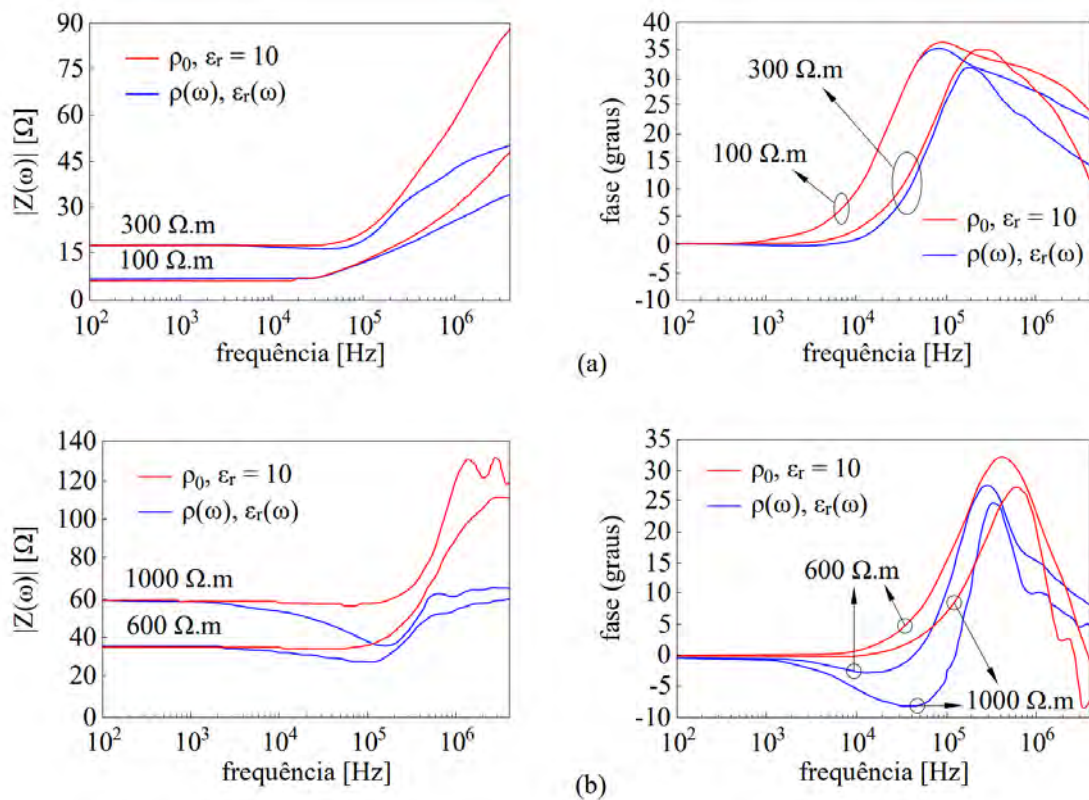 90
75
60
45
30
15
0
|Z(ω)| [Ω]
ρ₀, εᵣ = 10
ρ(ω), εᵣ(ω)
300 Ω.m
100 Ω.m
10² 10³ 10⁴ 10⁵ 10⁶
frequência [Hz]
40
35
30
25
20
15
10
5
0
-5
-10
fase (graus)
300 Ω.m
100 Ω.m
ρ₀, εᵣ = 10
ρ(ω), εᵣ(ω)
10² 10³ 10⁴ 10⁵ 10⁶
frequência [Hz]
(a)
140
120
100
80
60
40
20
0
|Z(ω)| [Ω]
ρ₀, εᵣ = 10
ρ(ω), εᵣ(ω)
1000 Ω.m
600 Ω.m
10² 10³ 10⁴ 10⁵ 10⁶
frequência [Hz]
35
30
25
20
15
10
5
0
-5
-10
fase (graus)
ρ₀, εᵣ = 10
ρ(ω), εᵣ(ω)
600 Ω.m
1000 Ω.m
10² 10³ 10⁴ 10⁵ 10⁶
frequência [Hz]
(b)